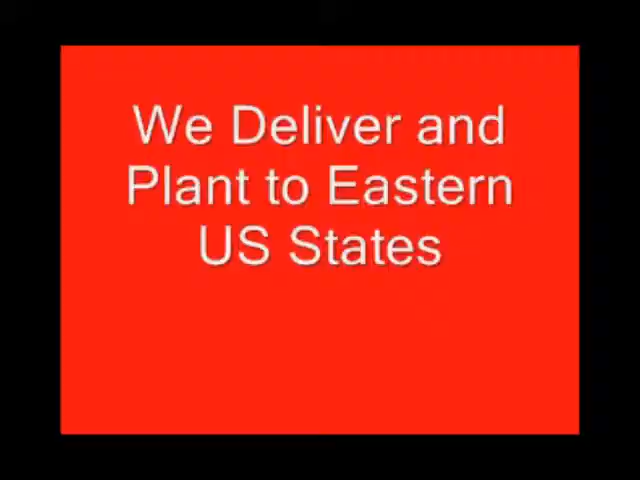 We Deliver and
Plant to Eastern
US States